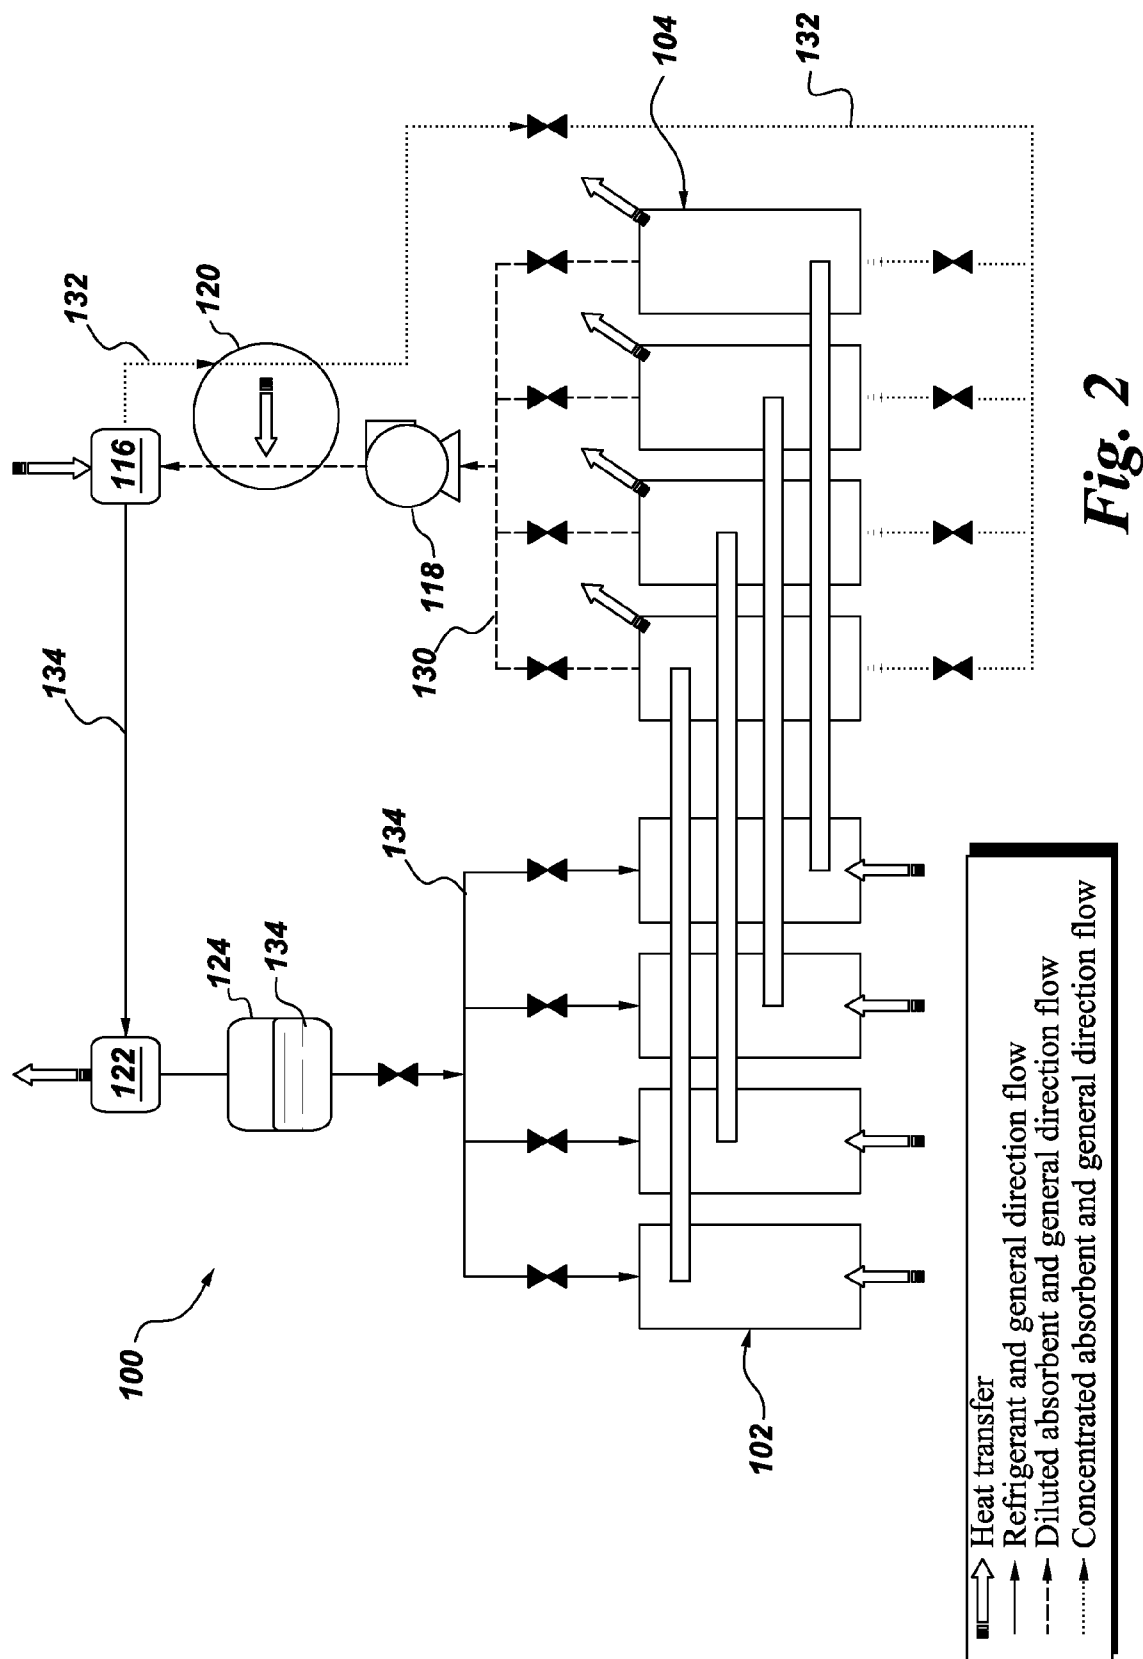 100
134
132
116
120
122
124
134
118
130
134
104
132
102
Heat transfer
Refrigerant and general direction flow
Diluted absorbent and general direction flow
Concentrated absorbent and general direction flow
Fig. 2